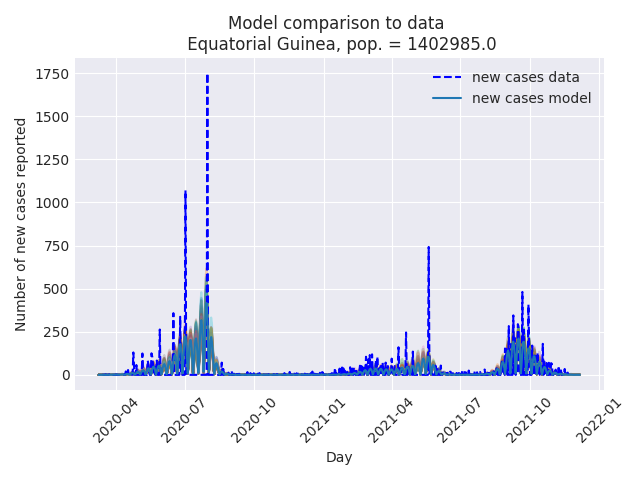 Model comparison to data
Equatorial Guinea, pop. = 1402985.0
new cases data
new cases model
Number of new cases reported
1750
1500
1250
1000
750
500
250
0
2020-04
2020-07
2020-10
2021-01
2021-04
2021-07
2021-10
2022-01
Day